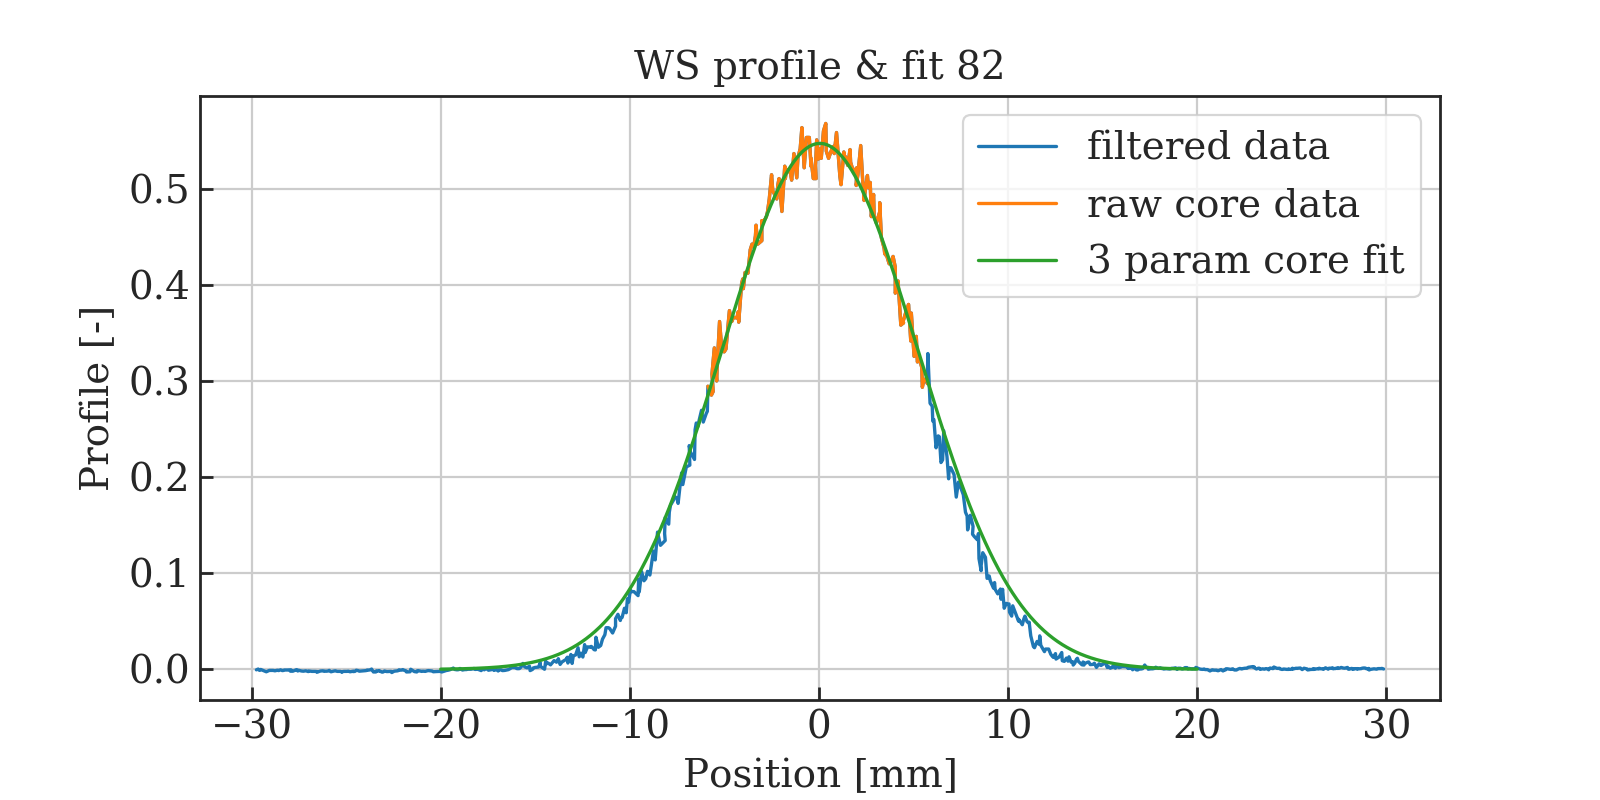 WS profile & fit 82
filtered data
raw core data
3 param core fit
Profile [-]
0.5
0.4
0.3
0.2
0.1
0.0
−30 −20 −10 0 10 20 30
Position [mm]